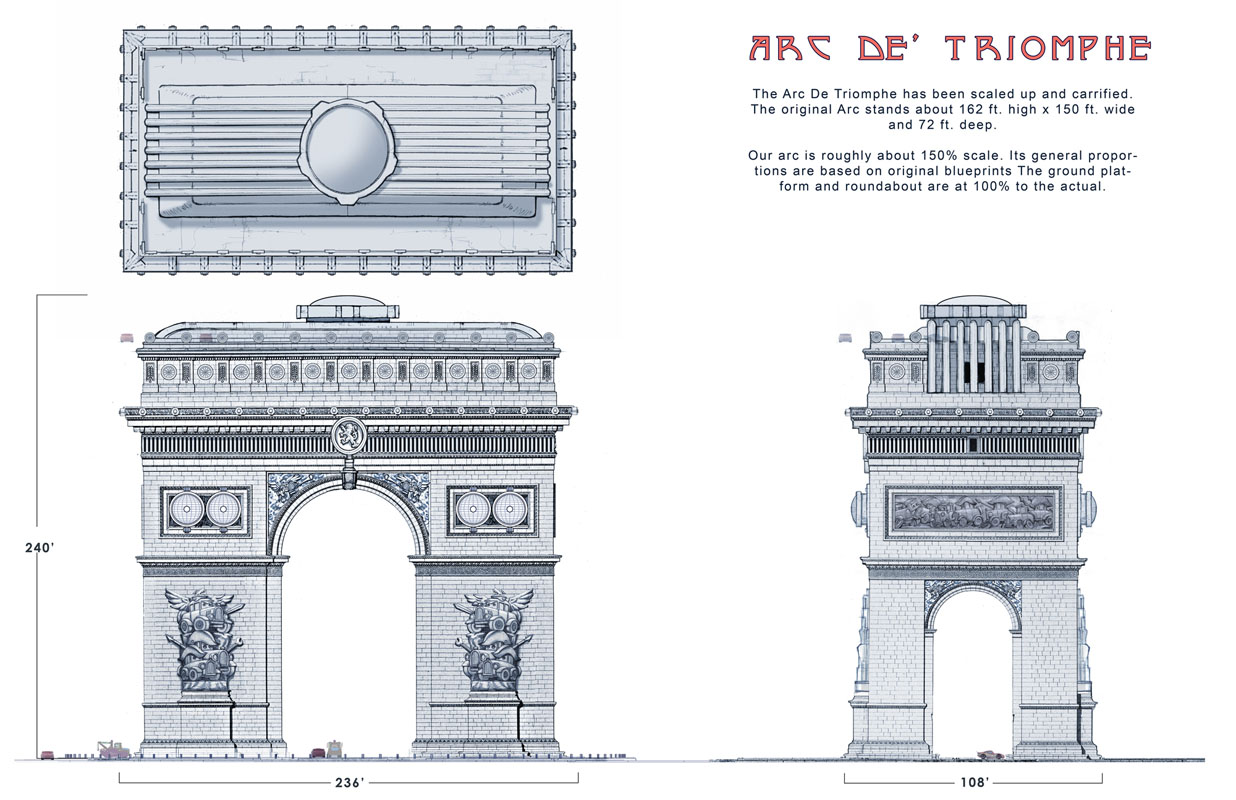 ARC DE' TRIOMPHE
The Arc De Triomphe has been scaled up and carrified.
The original Arc stands about 162 ft. high x 150 ft. wide
and 72 ft. deep.
Our arc is roughly about 150% scale. Its general propor-
tions are based on original blueprints The ground plat-
form and roundabout are at 100% to the actual.
240'
236'
108'